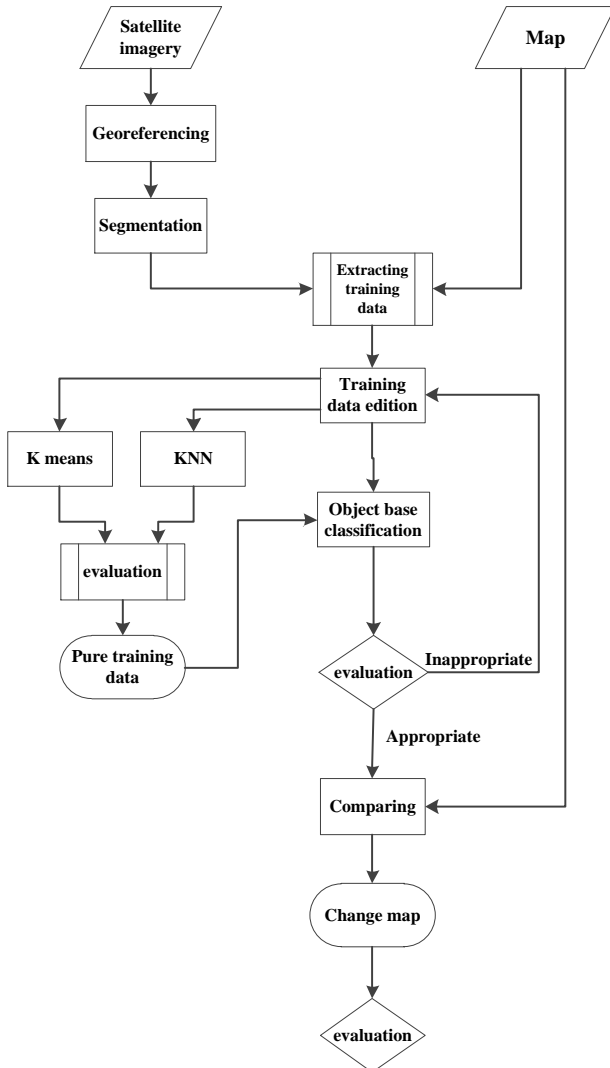 Satellite
imagery
Map
Georeferencing
Segmentation
Extracting
training
data
Training
data edition
K means
KNN
Object base
classification
evaluation
Pure training
data
evaluation
Inappropriate
Appropriate
Comparing
Change map
evaluation